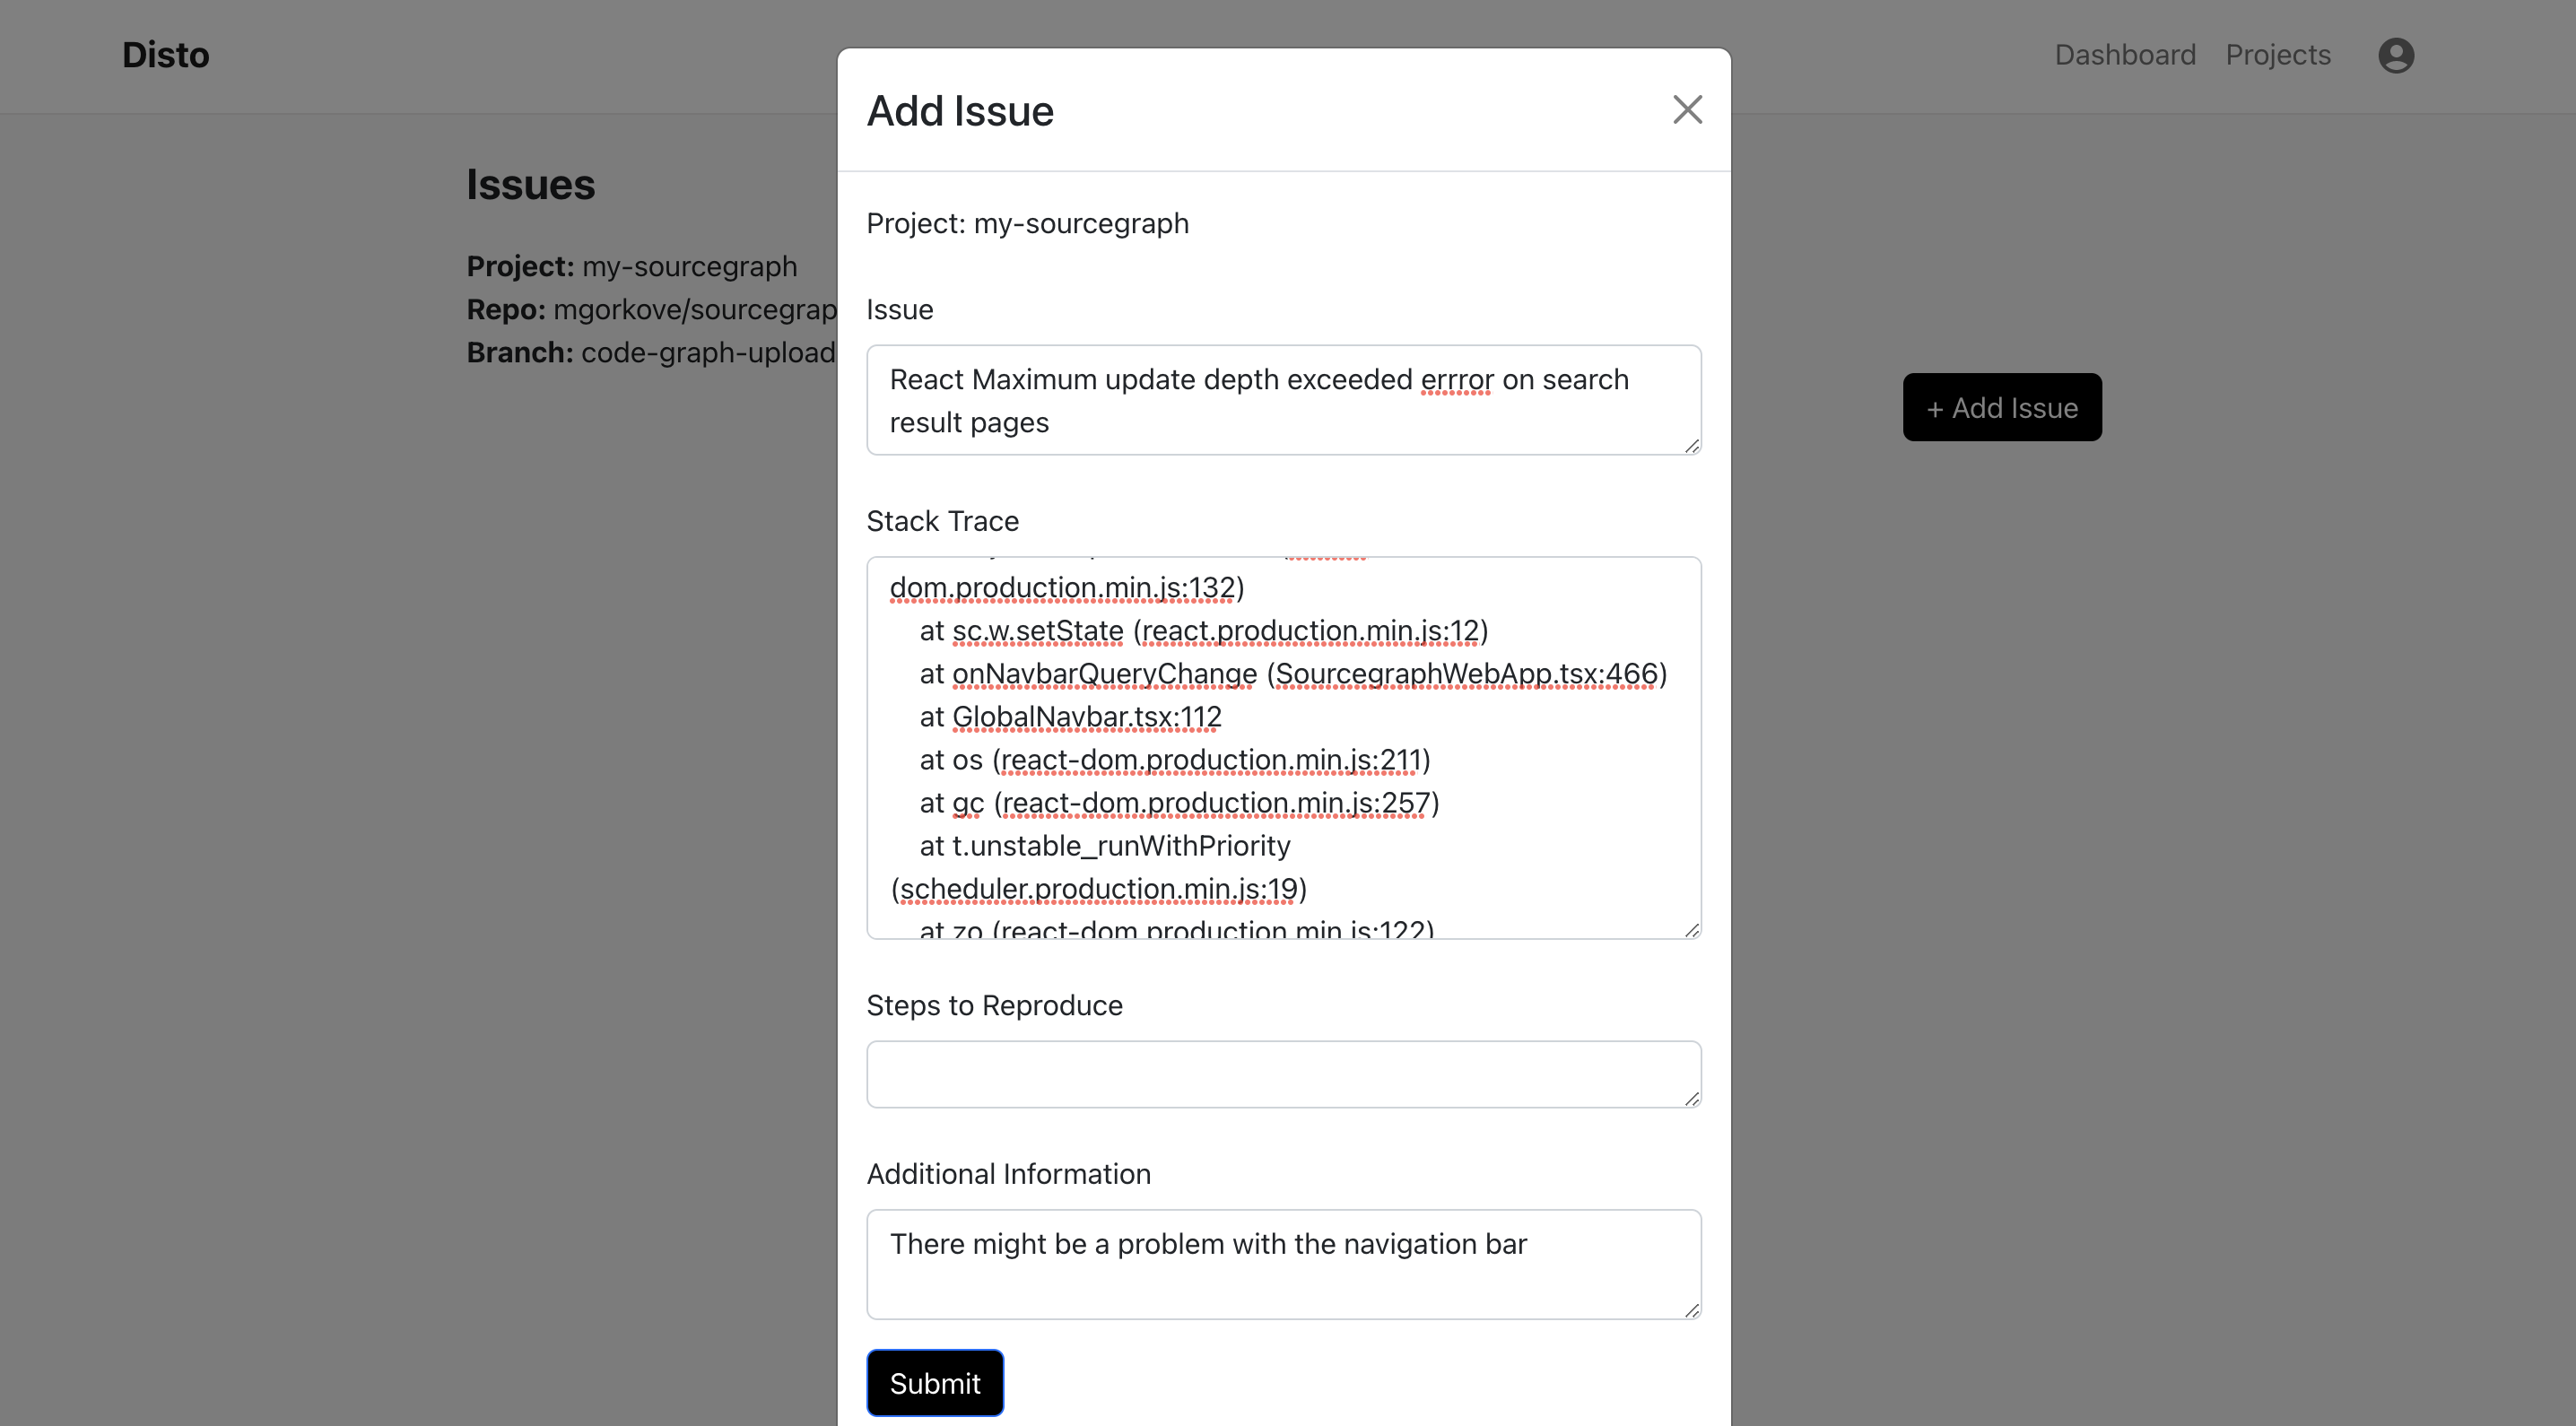 Disto
Dashboard
Projects
Issues
Project: my-sourcegraph
Repo: mgorkove/sourcegrap
Branch: code-graph-upload
+ Add Issue
Add Issue
Project: my-sourcegraph
Issue
React Maximum update depth exceeded errror on search
result pages
Stack Trace
dom.production.min.js:132)
at sc.w.setState (react.production.min.js:12)
at onNavbarQueryChange (SourcegraphWebApp.tsx:466)
at GlobalNavbar.tsx:112
at os (react-dom.production.min.js:211)
at gc (react-dom.production.min.js:257)
at t.unstable_runWithPriority
(scheduler.production.min.js:19)
at zo (react-dom.production.min.js:122)
Steps to Reproduce
Additional Information
There might be a problem with the navigation bar
Submit